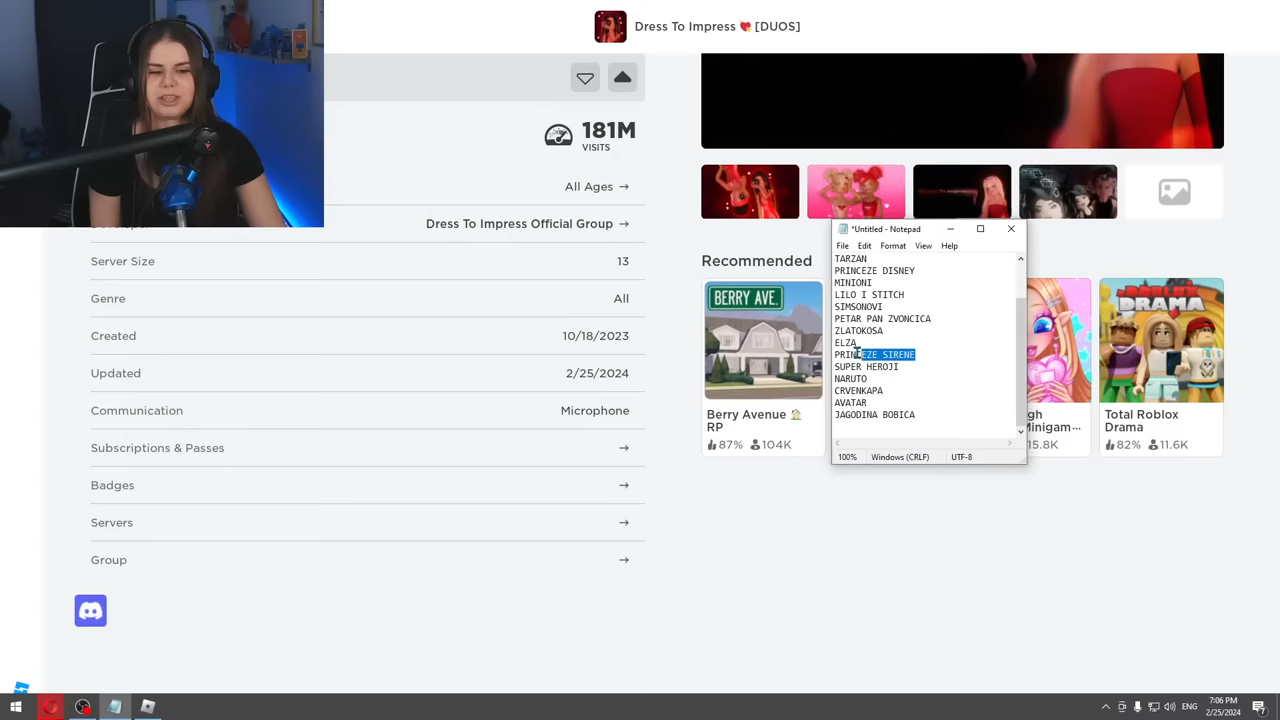 Dress To Impress 💘 [DUOS]
181M
VISITS
All Ages →
Dress To Impress Official Group →
Server Size 13
Genre All
Created 10/18/2023
Updated 2/25/2024
Communication Microphone
Subscriptions & Passes →
Badges →
Servers →
Group →
Recommended
BERRY AVE.
Berry Avenue 🏠
RP
87% 104K
*Untitled - Notepad
File Edit Format View Help
TARZAN
PRINCEZE DISNEY
MINIONI
LILO I STITCH
SIMSONOVI
PETAR PAN ZVONCICA
ZLATOKOSA
ELZA
PRINCEZE SIRENE
SUPER HEROJI
NARUTO
CRVENKAPA
AVATAR
JAGODINA BOBICA
100% Windows (CRLF) UTF-8
15.8K
ROBLOX
DRAMA
Total Roblox
Drama
82% 11.6K
ENG
7:06 PM
2/25/2024